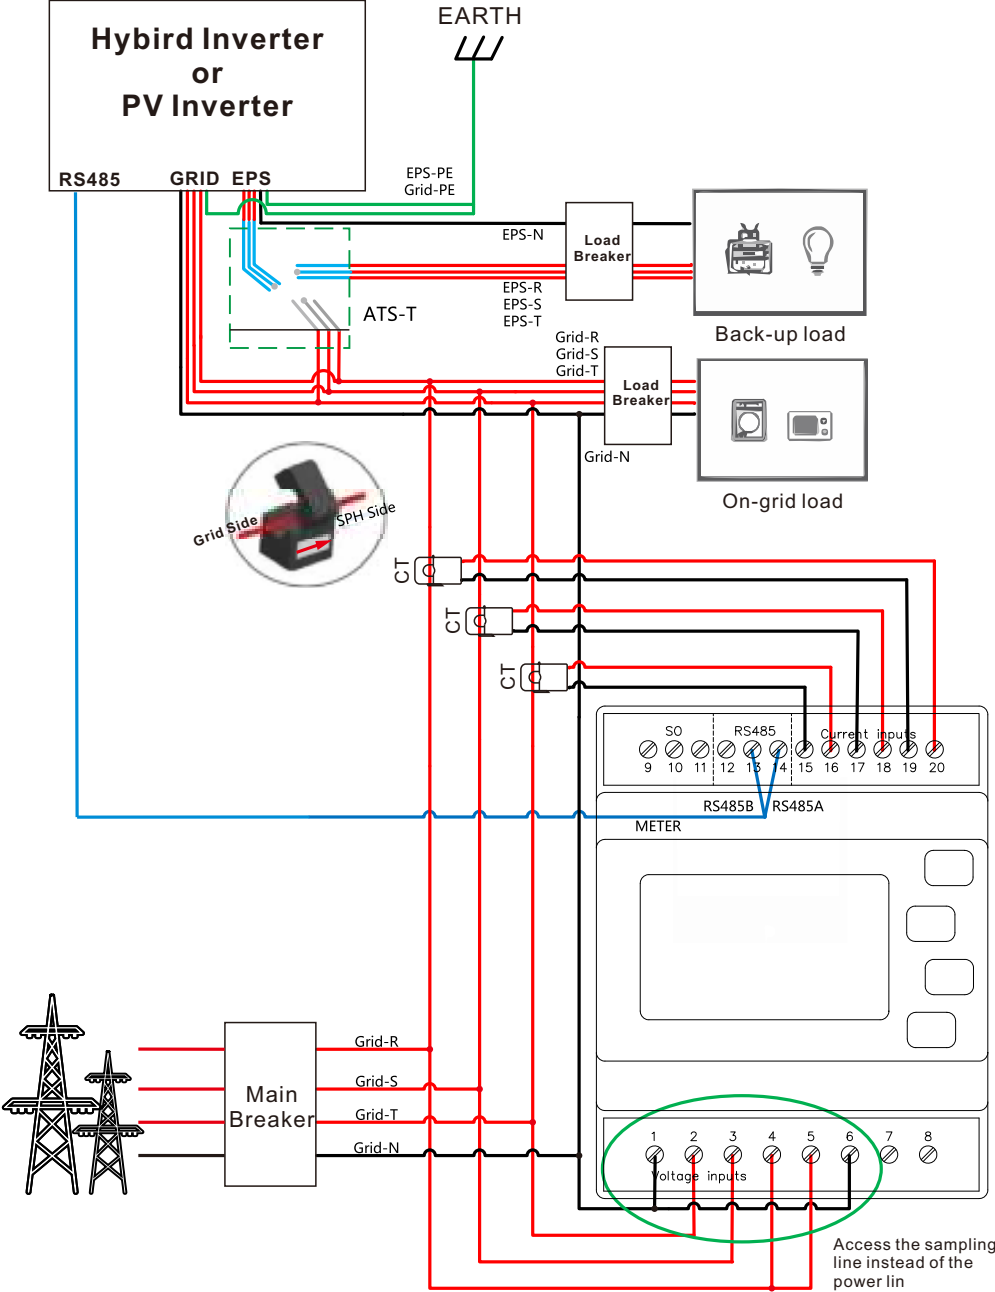 EARTH
Hybird Inverter
or
PV Inverter
RS485
GRID
EPS
EPS-PE
Grid-PE
EPS-N
Load
Breaker
EPS-R
EPS-S
EPS-T
ATS-T
Back-up load
Grid-R
Grid-S
Grid-T
Load
Breaker
Grid-N
On-grid load
Grid Side
SPH Side
CT
CT
CT
SO
RS485
Current inputs
9 10 11 12 13 14 15 16 17 18 19 20
RS485B
RS485A
METER
Main
Breaker
Grid-R
Grid-S
Grid-T
Grid-N
1 2 3 4 5 6 7 8
Voltage inputs
Access the sampling
line instead of the
power lin